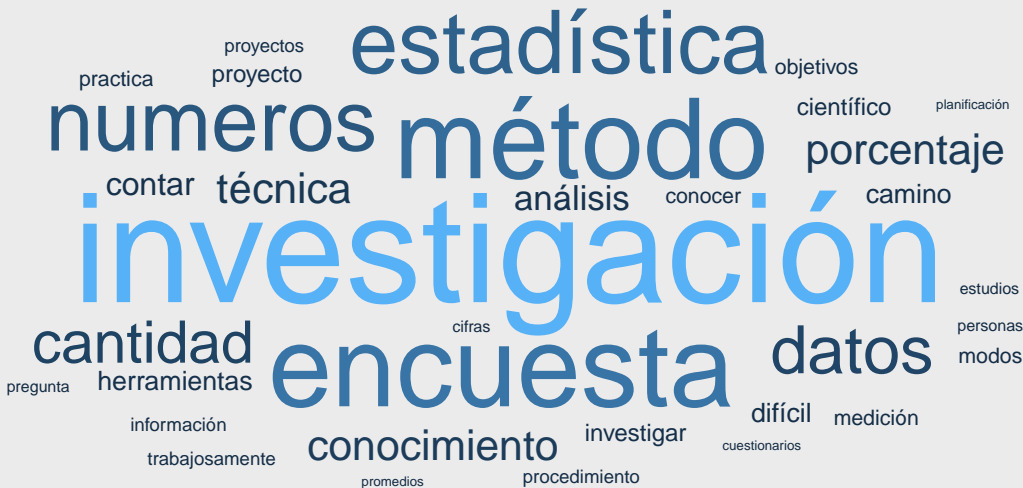 proyectos
estadística
practica
proyecto
objetivos
numeros
método
científico
planificación
porcentaje
contar
técnica
análisis
conocer
camino
investigación
estudios
cantidad
cifras
encuesta
datos
personas
modos
pregunta
herramientas
información
conocimiento
investigar
difícil
medición
trabajosamente
cuestionarios
promedios
procedimiento